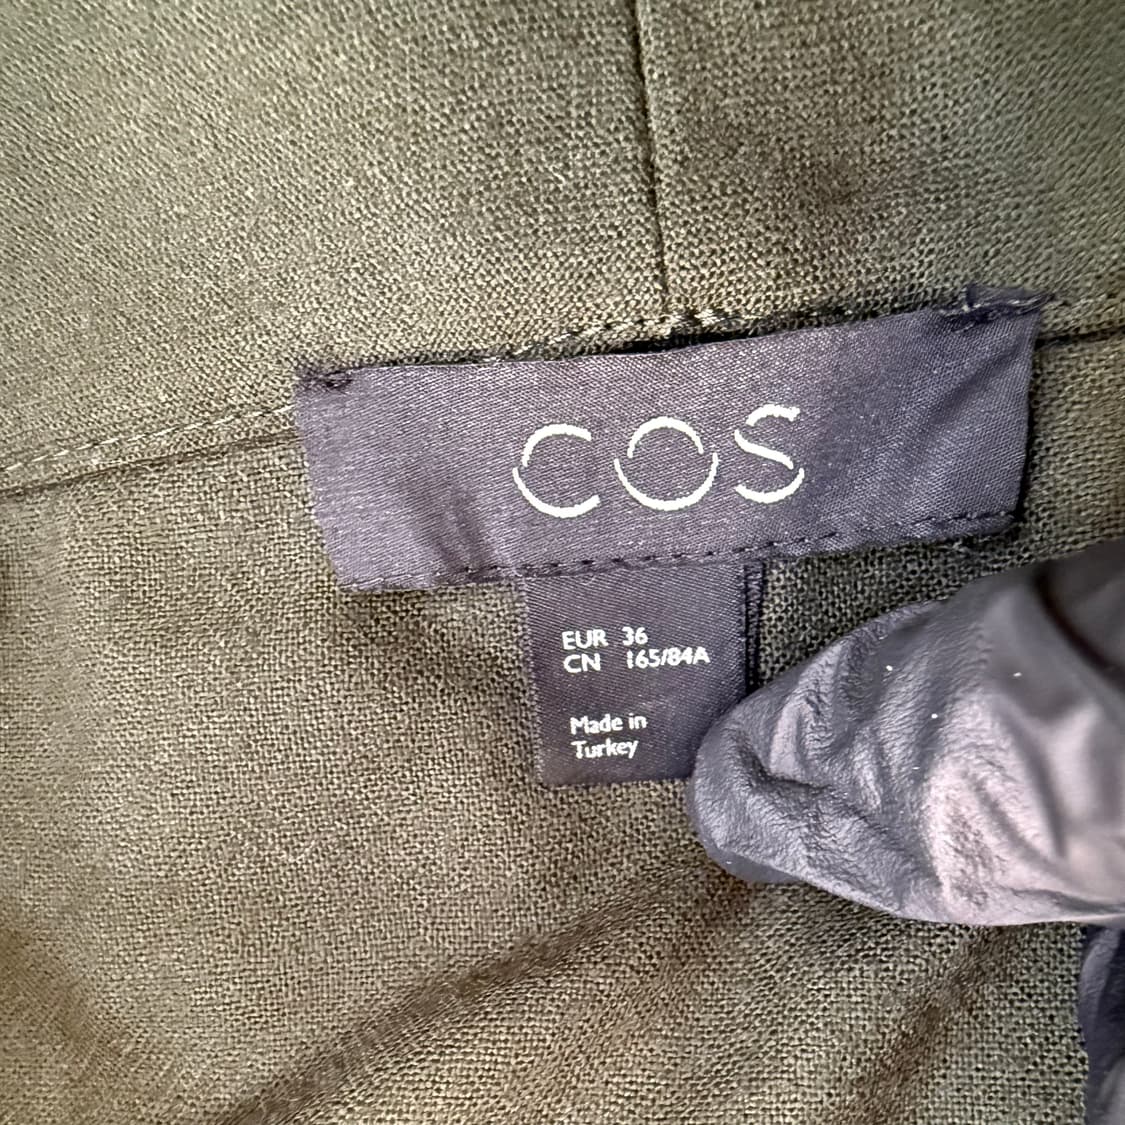 COS
EUR 36
CN 165/84A
Made in
Turkey